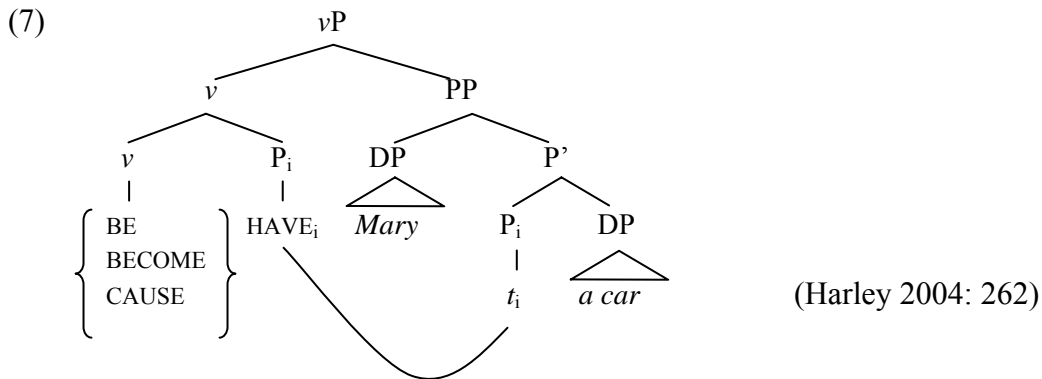 (7) vP
v PP
v Pi DP P’
BE HAVEi Mary Pi DP
BECOME
CAUSE ti a car (Harley 2004: 262)